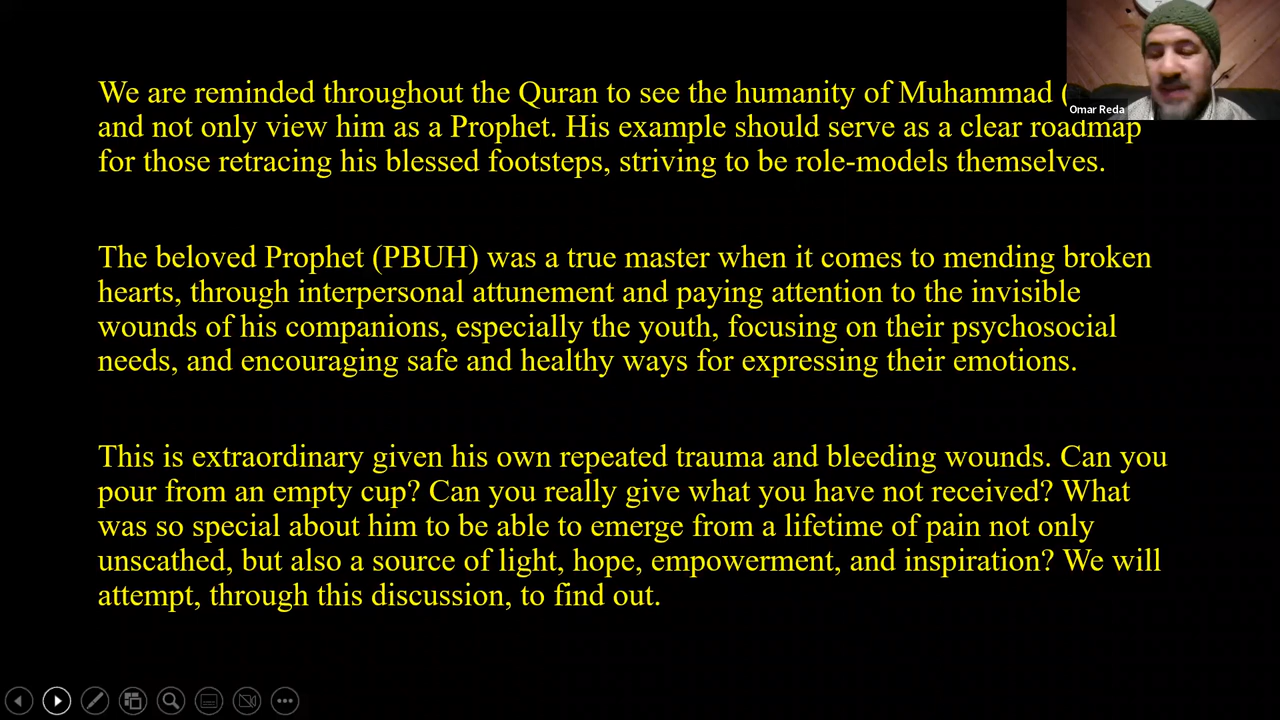 We are reminded throughout the Quran to see the humanity of Muhammad (
Omar Reda
and not only view him as a Prophet. His example should serve as a clear roadmap
for those retracing his blessed footsteps, striving to be role-models themselves.
The beloved Prophet (PBUH) was a true master when it comes to mending broken
hearts, through interpersonal attunement and paying attention to the invisible
wounds of his companions, especially the youth, focusing on their psychosocial
needs, and encouraging safe and healthy ways for expressing their emotions.
This is extraordinary given his own repeated trauma and bleeding wounds. Can you
pour from an empty cup? Can you really give what you have not received? What
was so special about him to be able to emerge from a lifetime of pain not only
unscathed, but also a source of light, hope, empowerment, and inspiration? We will
attempt, through this discussion, to find out.